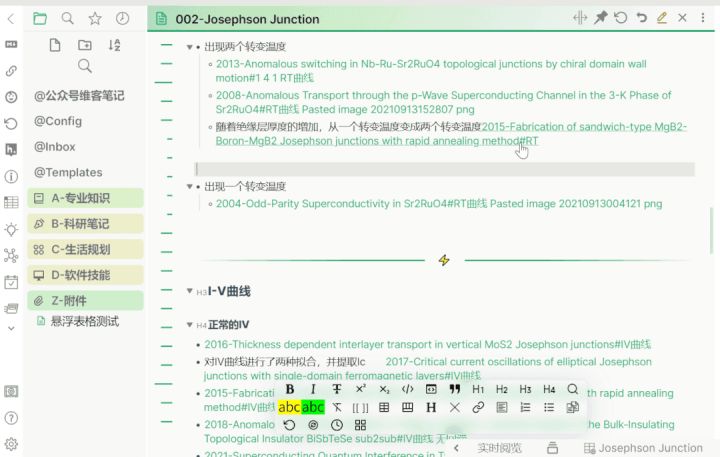 002-Josephson Junction
@公众号维客笔记
@Config
@Inbox
@Templates
A-专业知识
B-科研笔记
C-生活规划
D-软件技能
Z-附件
悬浮表格测试
出现两个转变温度
2013-Anomalous switching in Nb-Ru-Sr2RuO4 topological junctions by chiral domain wall
motion#1 4 1 RT曲线
2008-Anomalous Transport through the p-Wave Superconducting Channel in the 3-K Phase of
Sr2RuO4#RT曲线 Pasted image 20210913152807 png
随着绝缘层厚度的增加，从一个转变温度变成两个转变温度2015-Fabrication of sandwich-type MgB2-
Boron-MgB2 Josephson junctions with rapid annealing method#RT
出现一个转变温度
2004-Odd-Parity Superconductivity in Sr2RuO4#RT曲线 Pasted image 20210913004121 png
H3 I-V曲线
H4 正常的IV
2016-Thickness dependent interlayer transport in vertical MoS2 Josephson junctions#IV曲线
对IV曲线进行了两种拟合，并提取Ic 2017-Critical current oscillations of elliptical Josephson
junctions with single-domain ferromagnetic layers#IV曲线
2015-Fabrication
with rapid annealing
method#IV曲线
2018-Anomalous
in the Bulk-Insulating
Topological Insulator BiSbTeSe sub2sub#IV曲线
2021-Superconducting Quantum Interference in
B I T X² X₂ </> H1 H2 H3 H4
abc abc [[ ]] H
实时阅览
Josephson Junction